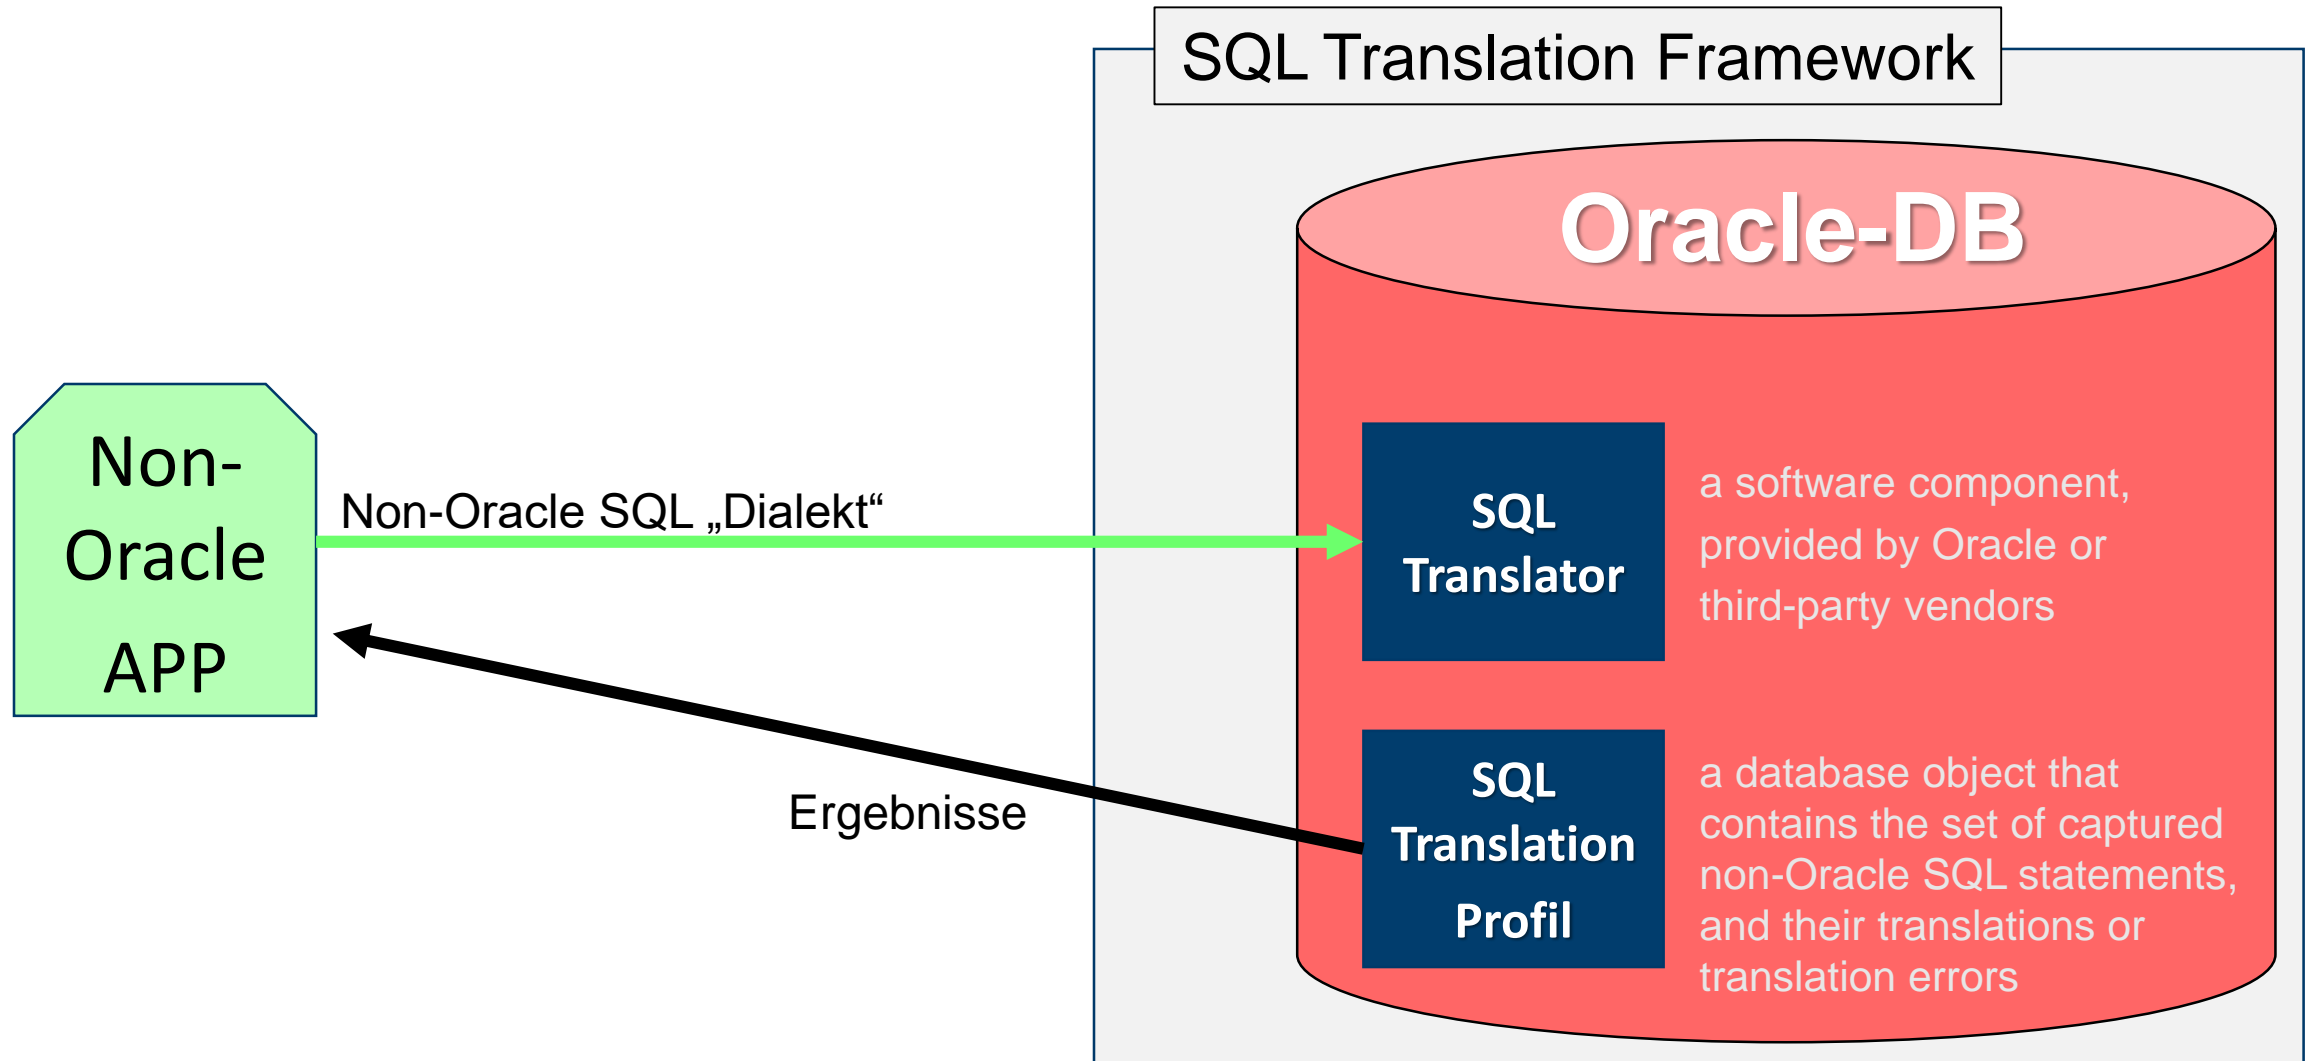 SQL Translation Framework
Oracle-DB
Non-
Oracle
APP
Non-Oracle SQL „Dialekt“
SQL
Translator
a software component,
provided by Oracle or
third-party vendors
Ergebnisse
SQL
Translation
Profil
a database object that
contains the set of captured
non-Oracle SQL statements,
and their translations or
translation errors